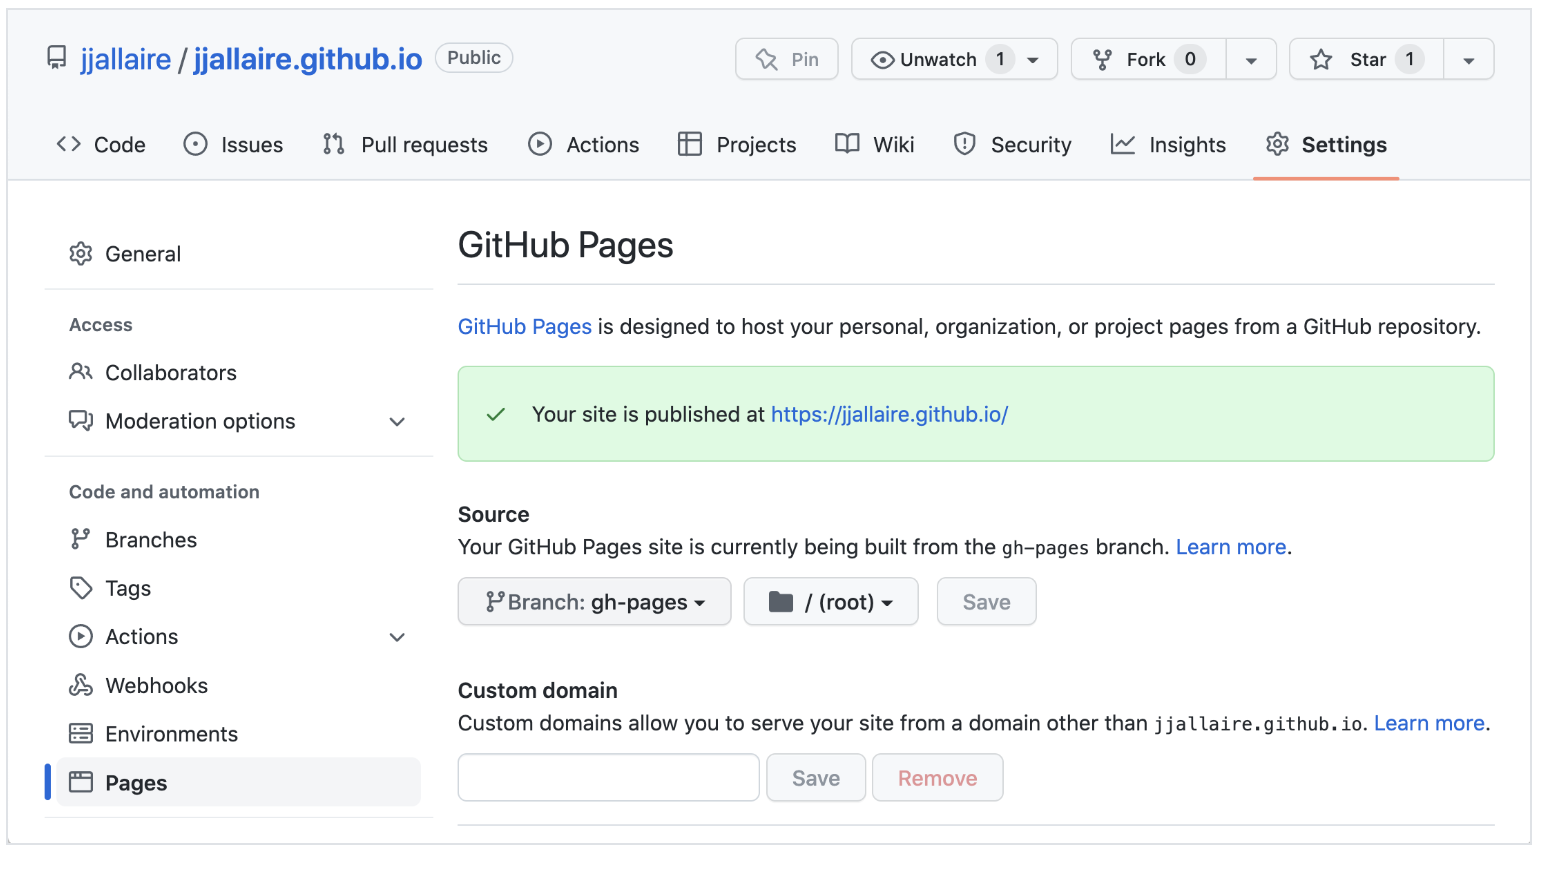 jjallaire / jjallaire.github.io Public Pin Unwatch 1 Fork 0 Star 1
Code Issues Pull requests Actions Projects Wiki Security Insights Settings
General
Access
Collaborators
Moderation options
Code and automation
Branches
Tags
Actions
Webhooks
Environments
Pages
GitHub Pages
GitHub Pages is designed to host your personal, organization, or project pages from a GitHub repository.
Your site is published at https://jjallaire.github.io/
Source
Your GitHub Pages site is currently being built from the gh-pages branch. Learn more.
Branch: gh-pages / (root) Save
Custom domain
Custom domains allow you to serve your site from a domain other than jjallaire.github.io. Learn more.
Save Remove